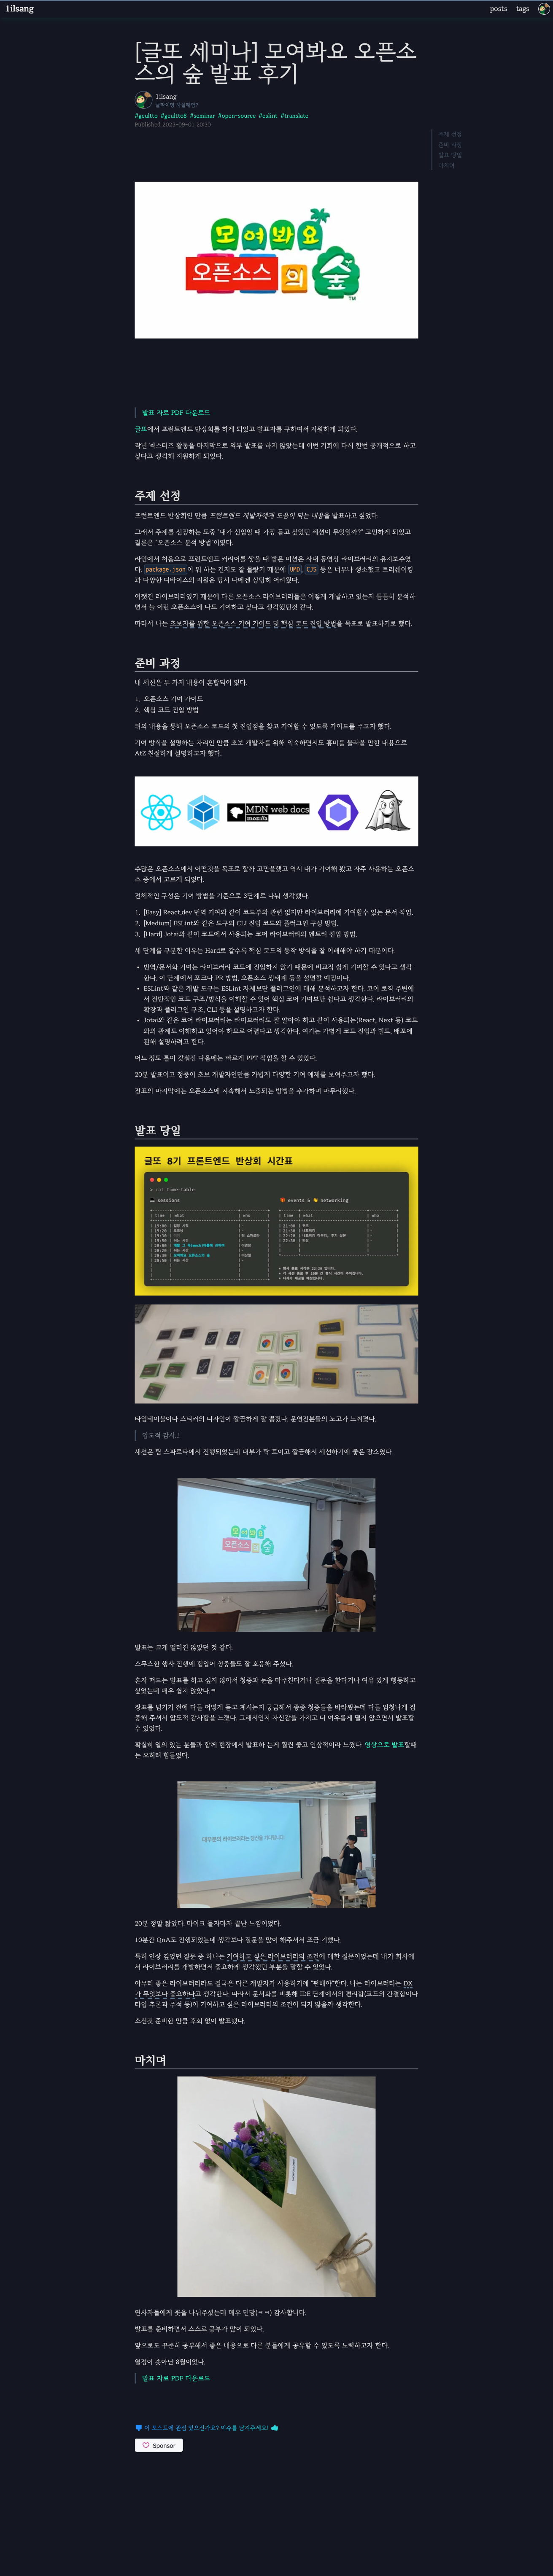 1ilsang
posts tags
[글또 세미나] 모여봐요 오픈소
스의 숲 발표 후기
1ilsang
#geultto #geultto8 #seminar #open-source #eslint #translate
Published 2023-09-01 20:30
주제 선정
준비 과정
발표 당일
마치며
모여봐요
오픈소스의 숲
TM
발표 자료 PDF 다운로드
글또에서 프런트엔드 반상회를 하게 되었고 발표자를 구하여서 지원하게 되었다.
작년 넥스터즈 활동을 마지막으로 외부 발표를 하지 않았는데 이번 기회에 다시 한번 공개적으로 하고
싶다고 생각해 지원하게 되었다.
주제 선정
프런트엔드 반상회인 만큼 프런트엔드 개발자에게 도움이 되는 내용을 발표하고 싶었다.
그래서 주제를 선정하는 도중 "내가 신입일 때 가장 듣고 싶었던 세션이 무엇일까?" 고민하게 되었고
결론은 "오픈소스 분석 방법"이었다.
라인에서 처음으로 프런트엔드 커리어를 쌓을 때 받은 미션은 사내 동영상 라이브러리의 유지보수였
다. package.json이 뭐 하는 건지도 잘 몰랐기 때문에 UMD, CJS 등은 너무나 생소했고 트리쉐이킹
과 다양한 디바이스의 지원은 당시 나에겐 상당히 어려웠다.
어쨋건 라이브러리였기 때문에 다른 오픈소스 라이브러리들은 어떻게 개발하고 있는지 틈틈히 분석하
면서 늘 이런 오픈소스에 나도 기여하고 싶다고 생각했던것 같다.
따라서 나는 초보자를 위한 오픈소스 기여 가이드 및 핵심 코드 진입 방법을 목표로 발표하기로 했다.
준비 과정
내 세션은 두 가지 내용이 혼합되어 있다.
1. 오픈소스 기여 가이드
2. 핵심 코드 진입 방법
위의 내용을 통해 오픈소스 코드의 첫 진입점을 찾고 기여할 수 있도록 가이드를 주고자 했다.
기여 방식을 설명하는 자리인 만큼 초보 개발자를 위해 익숙하면서도 흥미를 불러올 만한 내용으로
AtZ 친절하게 설명하고자 했다.
MDN web docs
moz://a
수많은 오픈소스에서 어떤것을 목표로 할까 고민을했고 역시 내가 기여해 봤고 자주 사용하는 오픈소
스 중에서 고르게 되었다.
전체적인 구성은 기여 방법을 기준으로 3단계로 나눠 생각했다.
1. [Easy] React.dev 번역 기여와 같이 코드부와 관련 없지만 라이브러리에 기여할수 있는 문서 작업.
2. [Medium] ESLint와 같은 도구의 CLI 진입 코드와 플러그인 구성 방법.
3. [Hard] Jotai와 같이 코드에서 사용되는 코어 라이브러리의 엔트리 진입 방법.
세 단계를 구분한 이유는 Hard로 갈수록 핵심 코드의 동작 방식을 잘 이해해야 하기 때문이다.
• 번역/문서화 기여는 라이브러리 코드에 진입하지 않기 때문에 비교적 쉽게 기여할 수 있다고 생각
한다. 이 단계에서 포크나 PR 방법, 오픈소스 생태계 등을 설명할 예정이다.
• ESLint와 같은 개발 도구는 ESLint 자체보단 플러그인에 대해 분석하고자 한다. 코어 로직 주변에
서 전반적인 코드 구조/방식을 이해할 수 있어 핵심 코어 기여보단 쉽다고 생각한다. 라이브러리의
확장과 플러그인 구조, CLI 등을 설명하고자 한다.
• Jotai와 같은 코어 라이브러리는 라이브러리도 잘 알아야 하고 같이 사용되는(React, Next 등) 코드
와의 관계도 이해하고 있어야 하므로 어렵다고 생각한다. 여기는 가볍게 코드 진입과 빌드, 배포에
관해 설명하려고 한다.
어느 정도 틀이 갖춰진 다음에는 빠르게 PPT 작업을 할 수 있었다.
20분 발표이고 청중이 초보 개발자인만큼 가볍게 다양한 기여 예제를 보여주고자 했다.
장표의 마지막에는 오픈소스에 지속해서 노출되는 방법을 추가하며 마무리했다.
발표 당일
글또 8기 프론트엔드 반상회 시간표
> cat time-table
sessions
events & networking
타임테이블이나 스티커의 디자인이 깔끔하게 잘 뽑혔다. 운영진분들의 노고가 느껴졌다.
압도적 감사..!
세션은 팀 스파르타에서 진행되었는데 내부가 탁 트이고 깔끔해서 세션하기에 좋은 장소였다.
발표는 크게 떨리진 않았던 것 같다.
스무스한 행사 진행에 힘입어 청중들도 잘 호응해 주셨다.
혼자 떠드는 발표를 하고 싶지 않아서 청중과 눈을 마주친다거나 질문을 한다거나 여유 있게 행동하고
싶었는데 매우 쉽지 않았다.ㅋ
장표를 넘기기 전에 다들 어떻게 듣고 계시는지 궁금해서 종종 청중들을 바라봤는데 다들 엄청나게 집
중해 주셔서 압도적 감사함을 느꼈다. 그래서인지 자신감을 가지고 더 여유롭게 떨지 않으면서 발표할
수 있었다.
확실히 열의 있는 분들과 함께 현장에서 발표하는게 훨씬 좋고 인상적이라 느꼈다. 영상으로 발표할때
는 오히려 힘들었다.
대부분의 라이브러리는 당신을 기다립니다
20분 정말 짧았다. 마이크 들자마자 끝난 느낌이었다.
10분간 QnA도 진행되었는데 생각보다 질문을 많이 해주셔서 조금 기뻤다.
특히 인상 깊었던 질문 중 하나는 기여하고 싶은 라이브러리의 조건에 대한 질문이었는데 내가 회사에
서 라이브러리를 개발하면서 중요하게 생각했던 부분을 말할 수 있었다.
아무리 좋은 라이브러리라도 결국은 다른 개발자가 사용하기에 "편해야"한다. 나는 라이브러리는 DX
가 무엇보다 중요하다고 생각한다. 따라서 문서화를 비롯해 IDE 단계에서의 편리함(코드의 간결함이나
타입 추론과 주석 등)이 기여하고 싶은 라이브러리의 조건이 되지 않을까 생각한다.
소신것 준비한 만큼 후회 없이 발표했다.
마치며
연사자들에게 꽃을 나눠주셨는데 매우 민망(ㅋㅋ) 감사합니다.
발표를 준비하면서 스스로 공부가 많이 되었다.
앞으로도 꾸준히 공부해서 좋은 내용으로 다른 분들에게 공유할 수 있도록 노력하고자 한다.
열정이 솟아난 8월이었다.
발표 자료 PDF 다운로드
이 포스트에 관심 있으신가요? 이슈를 남겨주세요!
Sponsor